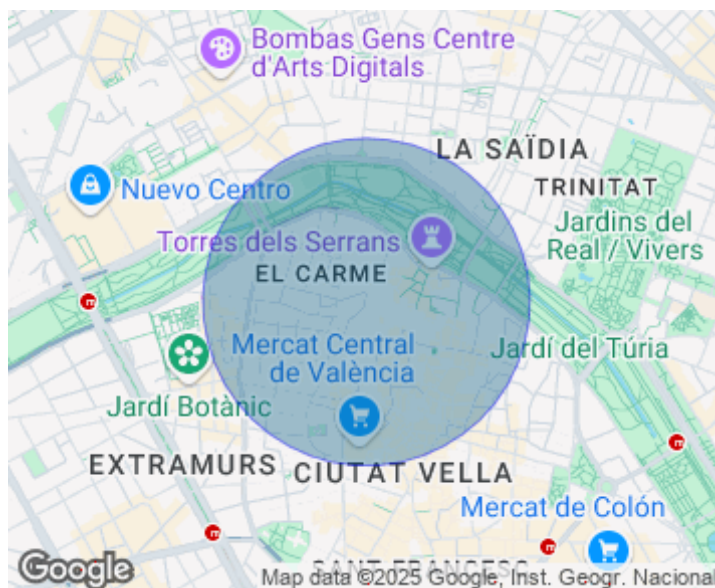 Bombas Gens Centre
d'Arts Digitals
LA SAÏDIA
Nuevo Centro
TRINITAT
Jardins del
Real / Vivers
Torres dels Serrans
EL CARME
Mercat Central
de València
Jardí del Túria
Jardí Botànic
EXTRAMURS
CIUTAT VELLA
Mercat de Colón
SANT FRANCESC
Google
Map data ©2025 Google, Inst. Geogr. Nacional